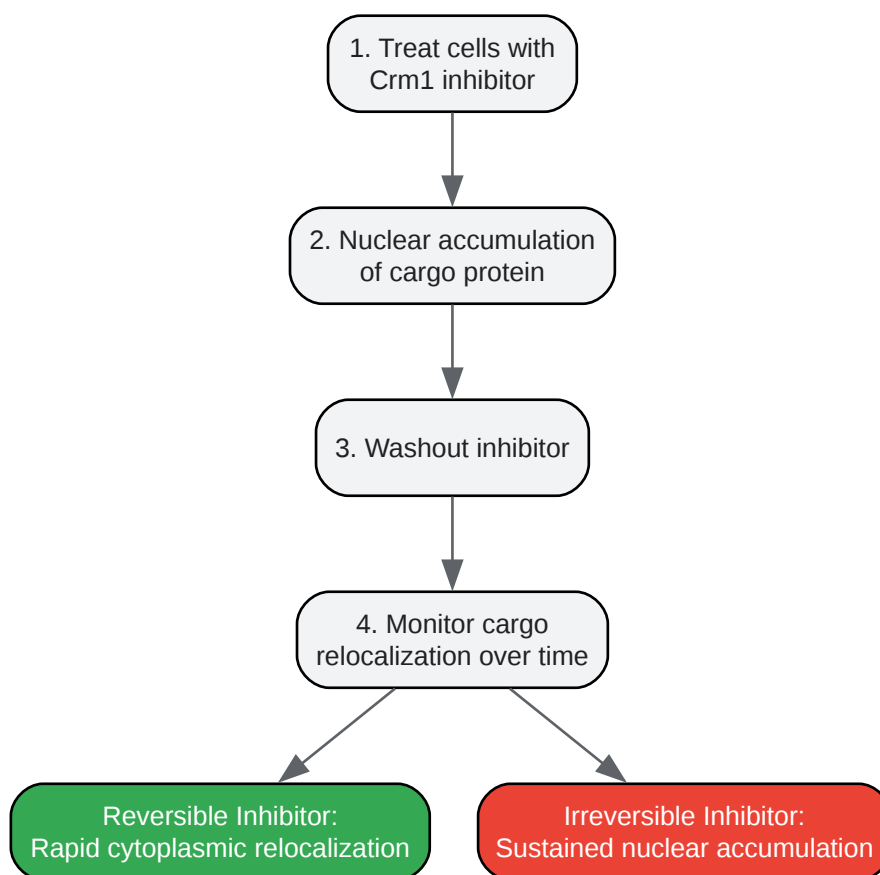 1. Treat cells with
Crm1 inhibitor
2. Nuclear accumulation
of cargo protein
3. Washout inhibitor
4. Monitor cargo
relocalization over time
Reversible Inhibitor:
Rapid cytoplasmic relocalization
Irreversible Inhibitor:
Sustained nuclear accumulation